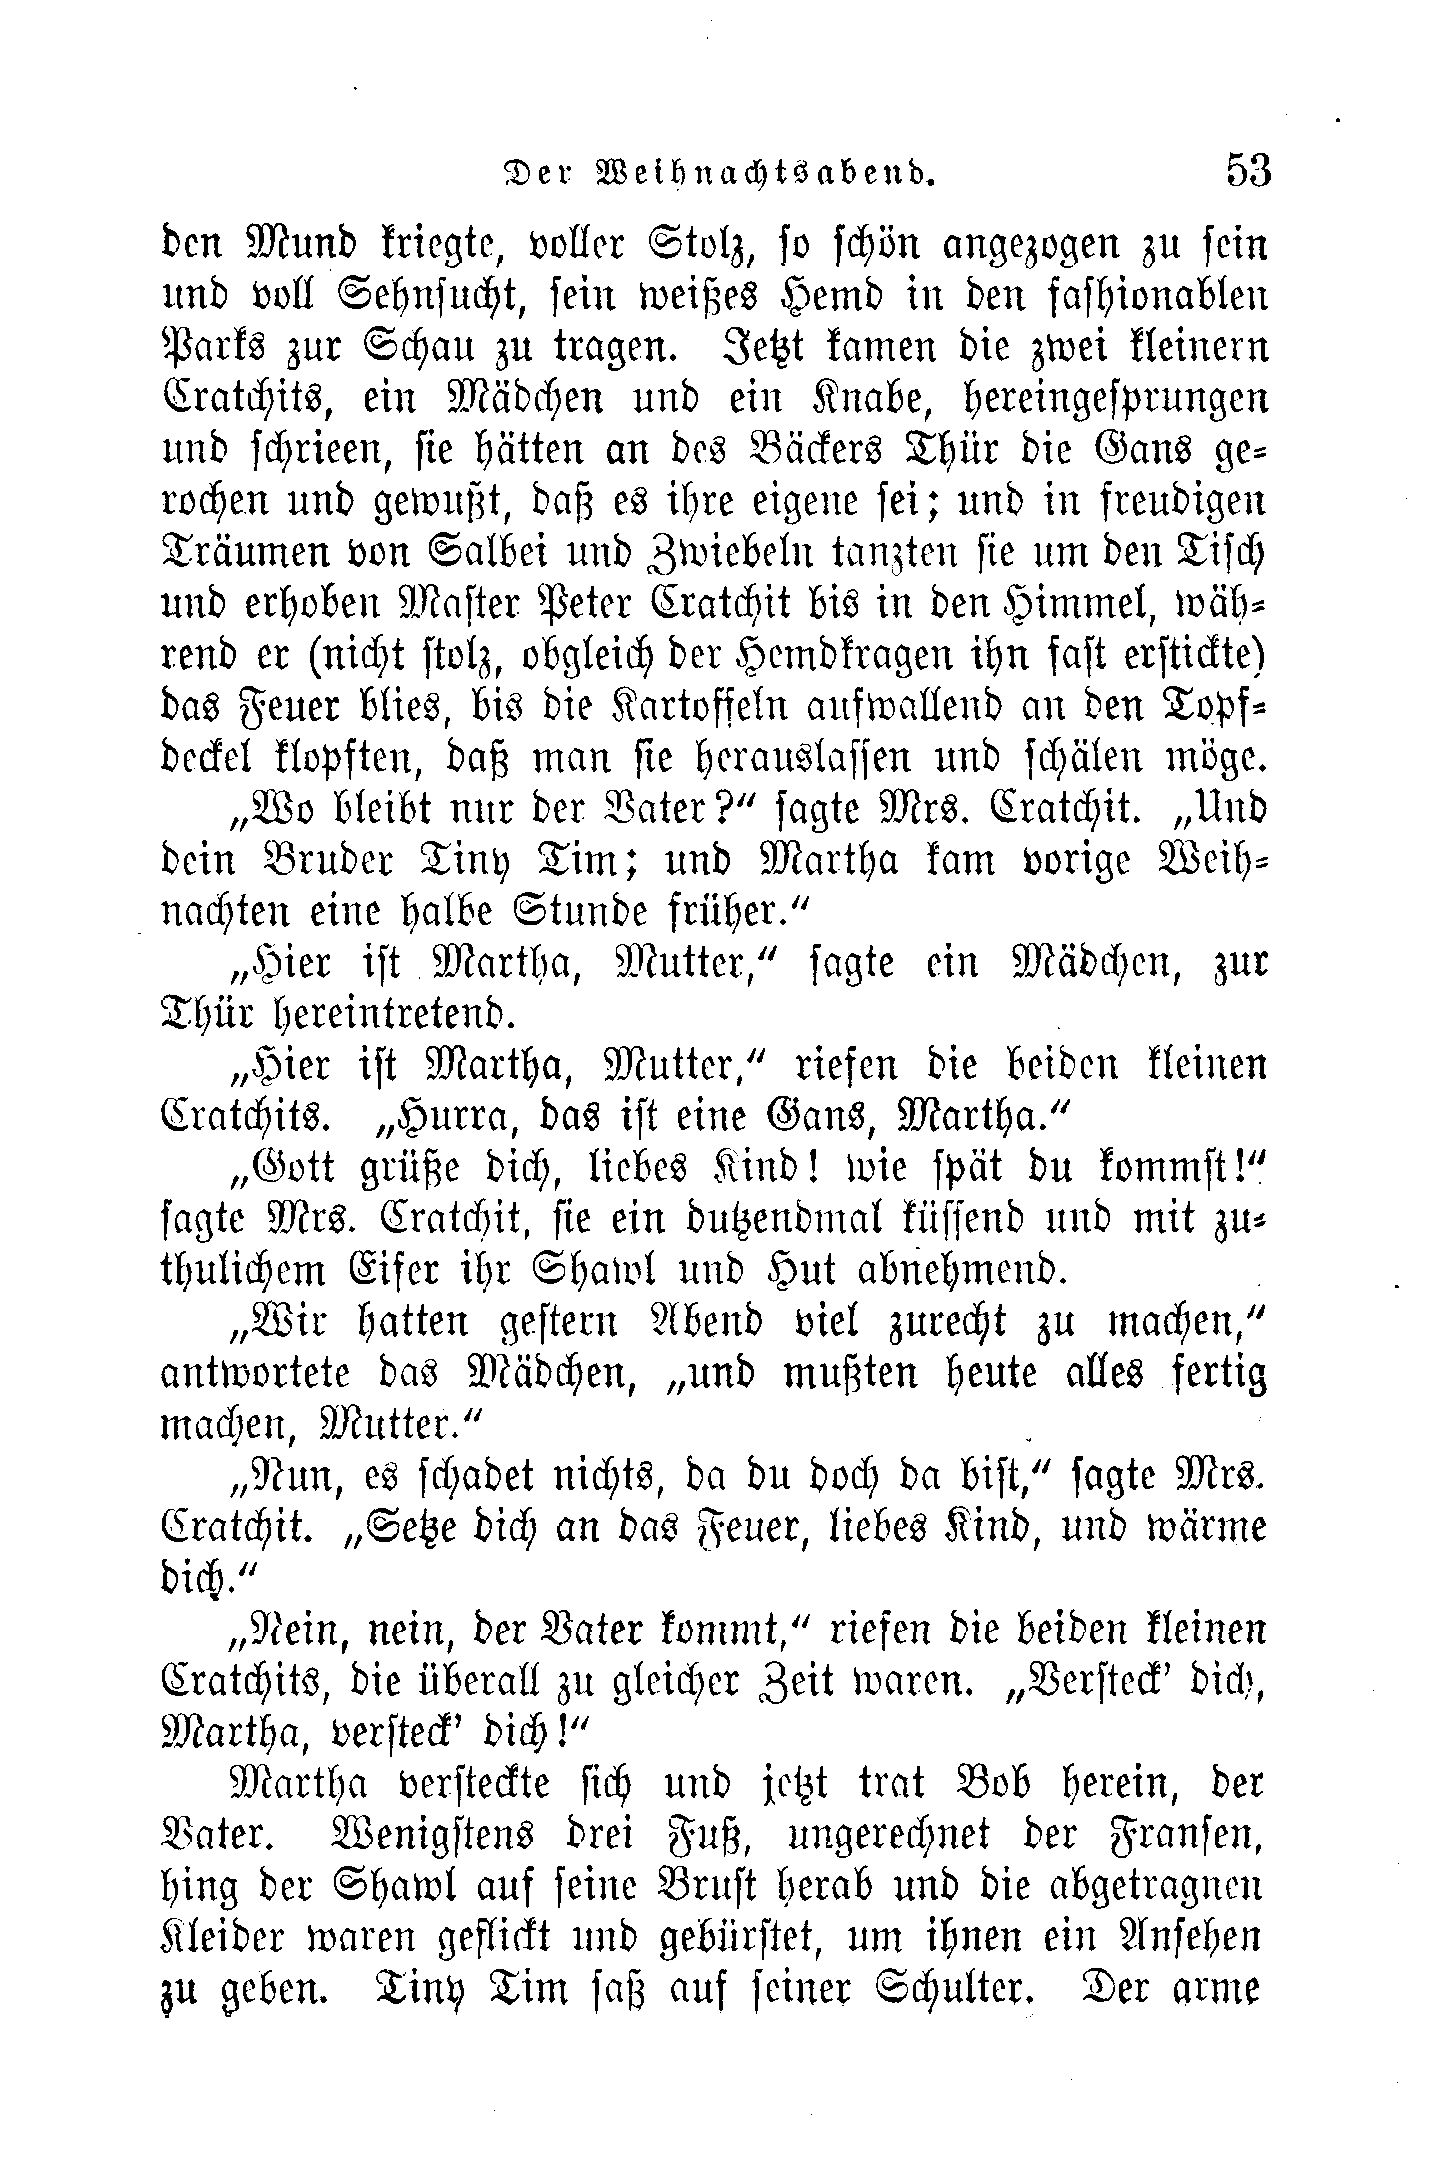 Der Weihnachtsabend. 53
den Mund kriegte, voller Stolz, so schön angezogen zu sein
und voll Sehnsucht, sein weißes Hemd in den fashionablen
Parks zur Schau zu tragen. Jetzt kamen die zwei kleinern
Cratchits, ein Mädchen und ein Knabe, hereingesprungen
und schrieen, sie hätten an des Bäckers Thür die Gans ge-
rochen und gewußt, daß es ihre eigene sei; und in freudigen
Träumen von Salbei und Zwiebeln tanzten sie um den Tisch
und erhoben Master Peter Cratchit bis in den Himmel, wäh-
rend er (nicht stolz, obgleich der Hemdkragen ihn fast erstickte)
das Feuer blies, bis die Kartoffeln aufwallend an den Topf-
deckel klopften, daß man sie herauslassen und schälen möge.
„Wo bleibt nur der Vater?“ sagte Mrs. Cratchit. „Und
dein Bruder Tiny Tim; und Martha kam vorige Weih-
nachten eine halbe Stunde früher.“
„Hier ist Martha, Mutter,“ sagte ein Mädchen, zur
Thür hereintretend.
„Hier ist Martha, Mutter,“ riefen die beiden kleinen
Cratchits. „Hurra, das ist eine Gans, Martha.“
„Gott grüße dich, liebes Kind! wie spät du kommst!“
sagte Mrs. Cratchit, sie ein dutzendmal küssend und mit zu-
thulichem Eifer ihr Shawl und Hut abnehmend.
„Wir hatten gestern Abend viel zurecht zu machen,“
antwortete das Mädchen, „und mußten heute alles fertig
machen, Mutter.“
„Nun, es schadet nichts, da du doch da bist,“ sagte Mrs.
Cratchit. „Setze dich an das Feuer, liebes Kind, und wärme
dich.“
„Nein, nein, der Vater kommt,“ riefen die beiden kleinen
Cratchits, die überall zu gleicher Zeit waren. „Versteck’ dich,
Martha, versteck’ dich!“
Martha versteckte sich und jetzt trat Bob herein, der
Vater. Wenigstens drei Fuß, ungerechnet der Fransen,
hing der Shawl auf seine Brust herab und die abgetragnen
Kleider waren geflickt und gebürstet, um ihnen ein Ansehen
zu geben. Tiny Tim saß auf seiner Schulter. Der arme